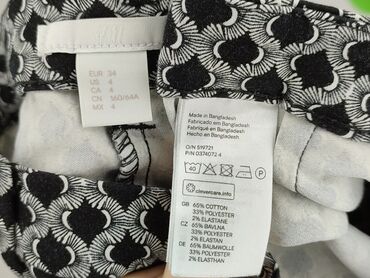 H&M
EUR 34
US 4
CA 4
CN 160/64A
MX 4
Made in Bangladesh
Fabricado em Bangladesh
Fabriqué en Bangladesh
Hecho en Bangladesh
O/N 519721
P/N 0374072 4
40
P
clevercare.info
GB 65% COTTON
33% POLYESTER
2% ELASTANE
CZ 65% BAVLNA
33% POLYESTER
2% ELASTAN
DE 65% BAUMWOLLE
33% POLYESTER
2% ELASTHAN